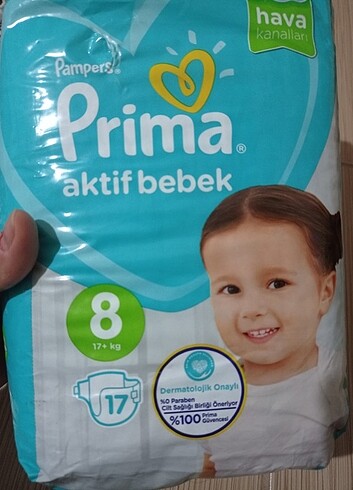 hava
kanalları
Pampers
Prima®
aktif bebek
8
17+ kg
17
Dermatolojik Onaylı
%0 Paraben
Cilt Sağlığı Birliği Öneriyor
%100 Prima
Güvencesi